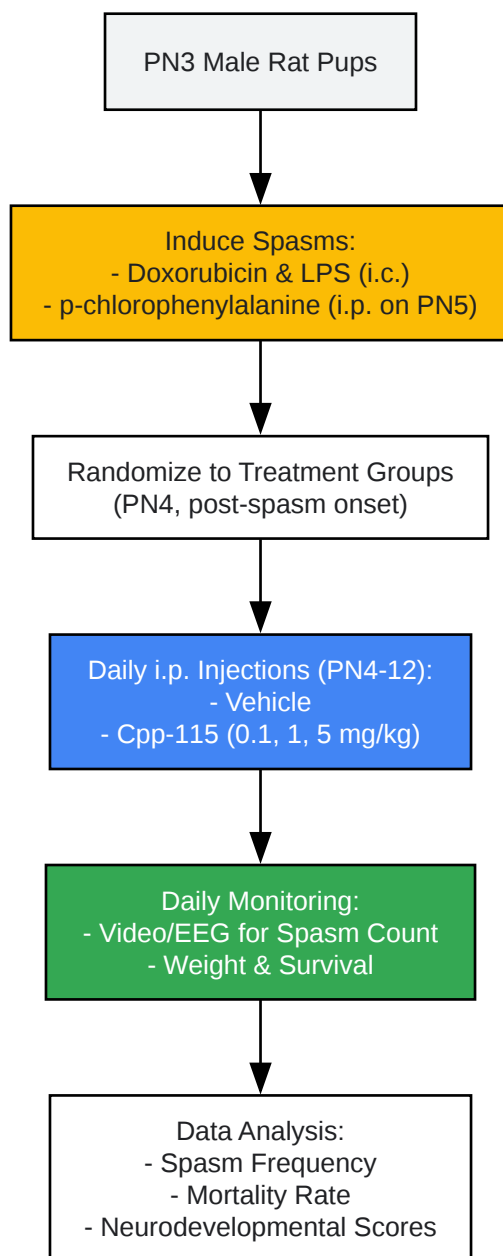 PN3 Male Rat Pups
Induce Spasms:
- Doxorubicin & LPS (i.c.)
- p-chlorophenylalanine (i.p. on PN5)
Randomize to Treatment Groups
(PN4, post-spasm onset)
Daily i.p. Injections (PN4-12):
- Vehicle
- Cpp-115 (0.1, 1, 5 mg/kg)
Daily Monitoring:
- Video/EEG for Spasm Count
- Weight & Survival
Data Analysis:
- Spasm Frequency
- Mortality Rate
- Neurodevelopmental Scores